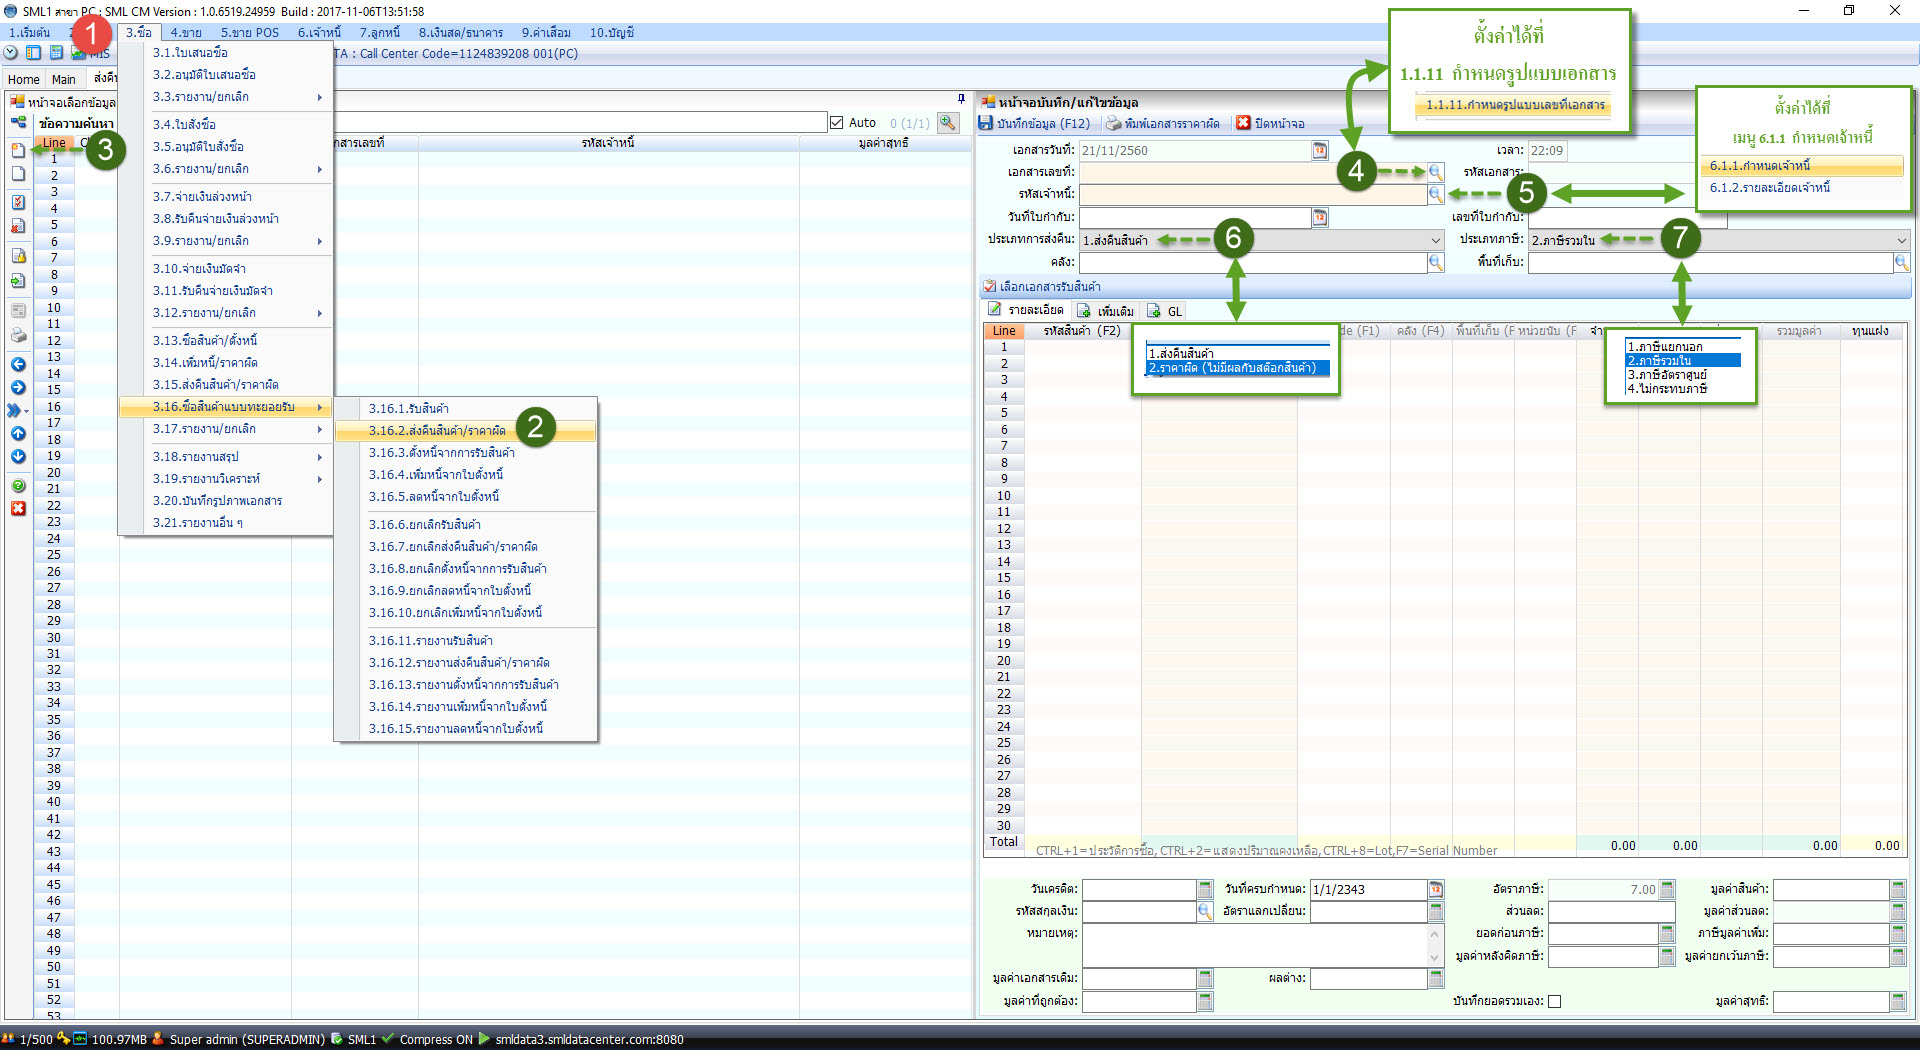 SML1 สาขา PC : SML CM Version : 1.0.6519.24959  Build : 2017-11-06T13:51:58
1.เริ่มต้น 2 1 3.ซื้อ 4.ขาย 5.ขาย POS 6.เจ้าหนี้ 7.ลูกหนี้ 8.เงินสด/ธนาคาร 9.ค่าเสื่อม 10.บัญชี
MIS TA : Call Center Code=1124839208 001(PC)
Home Main ส่งคืน
หน้าจอเลือกข้อมูล
ข้อความค้นหา Auto 0 (1/1)
Line เอกสารเลขที่ รหัสเจ้าหนี้ มูลค่าสุทธิ
3
3.1.ใบเสนอซื้อ
3.2.อนุมัติใบเสนอซื้อ
3.3.รายงาน/ยกเลิก
3.4.ใบสั่งซื้อ
3.5.อนุมัติใบสั่งซื้อ
3.6.รายงาน/ยกเลิก
3.7.จ่ายเงินล่วงหน้า
3.8.รับคืนจ่ายเงินล่วงหน้า
3.9.รายงาน/ยกเลิก
3.10.จ่ายเงินมัดจำ
3.11.รับคืนจ่ายเงินมัดจำ
3.12.รายงาน/ยกเลิก
3.13.ซื้อสินค้า/ตั้งหนี้
3.14.เพิ่มหนี้/ราคาผิด
3.15.ส่งคืนสินค้า/ราคาผิด
3.16.ซื้อสินค้าแบบทะยอยรับ
3.17.รายงาน/ยกเลิก
3.18.รายงานสรุป
3.19.รายงานวิเคราะห์
3.20.บันทึกรูปภาพเอกสาร
3.21.รายงานอื่น ๆ
3.16.1.รับสินค้า
3.16.2.ส่งคืนสินค้า/ราคาผิด 2
3.16.3.ตั้งหนี้จากการรับสินค้า
3.16.4.เพิ่มหนี้จากใบตั้งหนี้
3.16.5.ลดหนี้จากใบตั้งหนี้
3.16.6.ยกเลิกรับสินค้า
3.16.7.ยกเลิกส่งคืนสินค้า/ราคาผิด
3.16.8.ยกเลิกตั้งหนี้จากการรับสินค้า
3.16.9.ยกเลิกลดหนี้จากใบตั้งหนี้
3.16.10.ยกเลิกเพิ่มหนี้จากใบตั้งหนี้
3.16.11.รายงานรับสินค้า
3.16.12.รายงานส่งคืนสินค้า/ราคาผิด
3.16.13.รายงานตั้งหนี้จากการรับสินค้า
3.16.14.รายงานเพิ่มหนี้จากใบตั้งหนี้
3.16.15.รายงานลดหนี้จากใบตั้งหนี้
1
2
3
4
5
6
7
8
9
10
11
12
13
14
15
16
17
18
19
20
21
22
23
24
25
26
27
28
29
30
31
32
33
34
35
36
37
38
39
40
41
42
43
44
45
46
47
48
49
50
51
52
53
ตั้งค่าได้ที่
1.1.11 กำหนดรูปแบบเอกสาร
1.1.11.กำหนดรูปแบบเลขที่เอกสาร
ตั้งค่าได้ที่
เมนู 6.1.1 กำหนดเจ้าหนี้
6.1.1.กำหนดเจ้าหนี้
6.1.2.รายละเอียดเจ้าหนี้
หน้าจอบันทึก/แก้ไขข้อมูล
บันทึกข้อมูล (F12) พิมพ์เอกสารราคาผิด ปิดหน้าจอ
เอกสารวันที่: 21/11/2560 เวลา: 22:09
เอกสารเลขที่: 4 รหัสเอกสาร:
รหัสเจ้าหนี้: 5
วันที่ใบกำกับ: เลขที่ใบกำกับ:
ประเภทการส่งคืน: 1.ส่งคืนสินค้า 6 ประเภทภาษี: 2.ภาษีรวมใน 7
คลัง: พื้นที่เก็บ:
เลือกเอกสารรับสินค้า
รายละเอียด เพิ่มเติม GL
Line รหัสสินค้า (F2) de (F1) คลัง (F4) พื้นที่เก็บ (F หน่วยนับ (F จำ รวมมูลค่า ทุนแฝง
1.ส่งคืนสินค้า
2.ราคาผิด (ไม่มีผลกับสต๊อกสินค้า)
1.ภาษีแยกนอก
2.ภาษีรวมใน
3.ภาษีอัตราศูนย์
4.ไม่กระทบภาษี
1
2
3
4
5
6
7
8
9
10
11
12
13
14
15
16
17
18
19
20
21
22
23
24
25
26
27
28
29
30
Total 0.00 0.00 0.00 0.00
CTRL+1=ประวัติการซื้อ, CTRL+2=แสดงปริมาณคงเหลือ,CTRL+8=Lot,F7=Serial Number
วันเครดิต: วันที่ครบกำหนด: 1/1/2343 อัตราภาษี: 7.00 มูลค่าสินค้า:
รหัสสกุลเงิน: อัตราแลกเปลี่ยน: ส่วนลด: มูลค่าส่วนลด:
หมายเหตุ: ยอดก่อนภาษี: ภาษีมูลค่าเพิ่ม:
มูลค่าหลังคิดภาษี: มูลค่ายกเว้นภาษี:
มูลค่าเอกสารเดิม: ผลต่าง:
มูลค่าที่ถูกต้อง: บันทึกยอดรวมเอง: มูลค่าสุทธิ:
1/500 100.97MB Super admin (SUPERADMIN) SML1 Compress ON smldata3.smldatacenter.com:8080